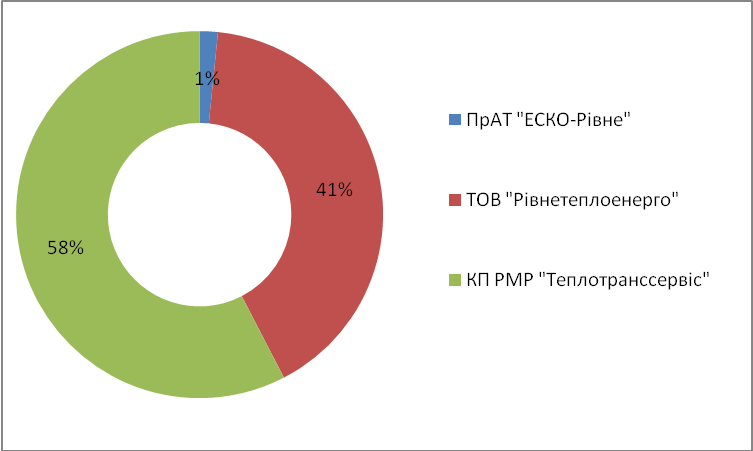 1%
41%
58%
ПрАТ "ЕСКО-Рівне"
ТОВ "Рівнетеплоенерго"
КП РМР "Теплотранссервіс"